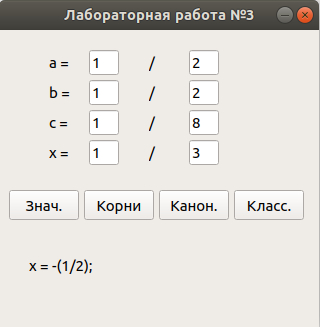 Лабораторная работа №3
a = 1 / 2
b = 1 / 2
c = 1 / 8
x = 1 / 3
Знач. Корни Канон. Класс.
x = -(1/2);